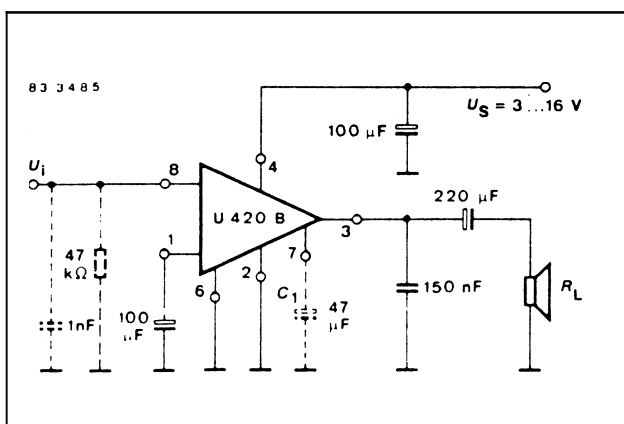 83 3485
U_S = 3 ...16 V
100 µF
U_i
8
4
220
µF
U 420 B
3
1
7
47
kΩ
2
6
C_1
47
µF
150 nF
R_L
1nF
100
µF